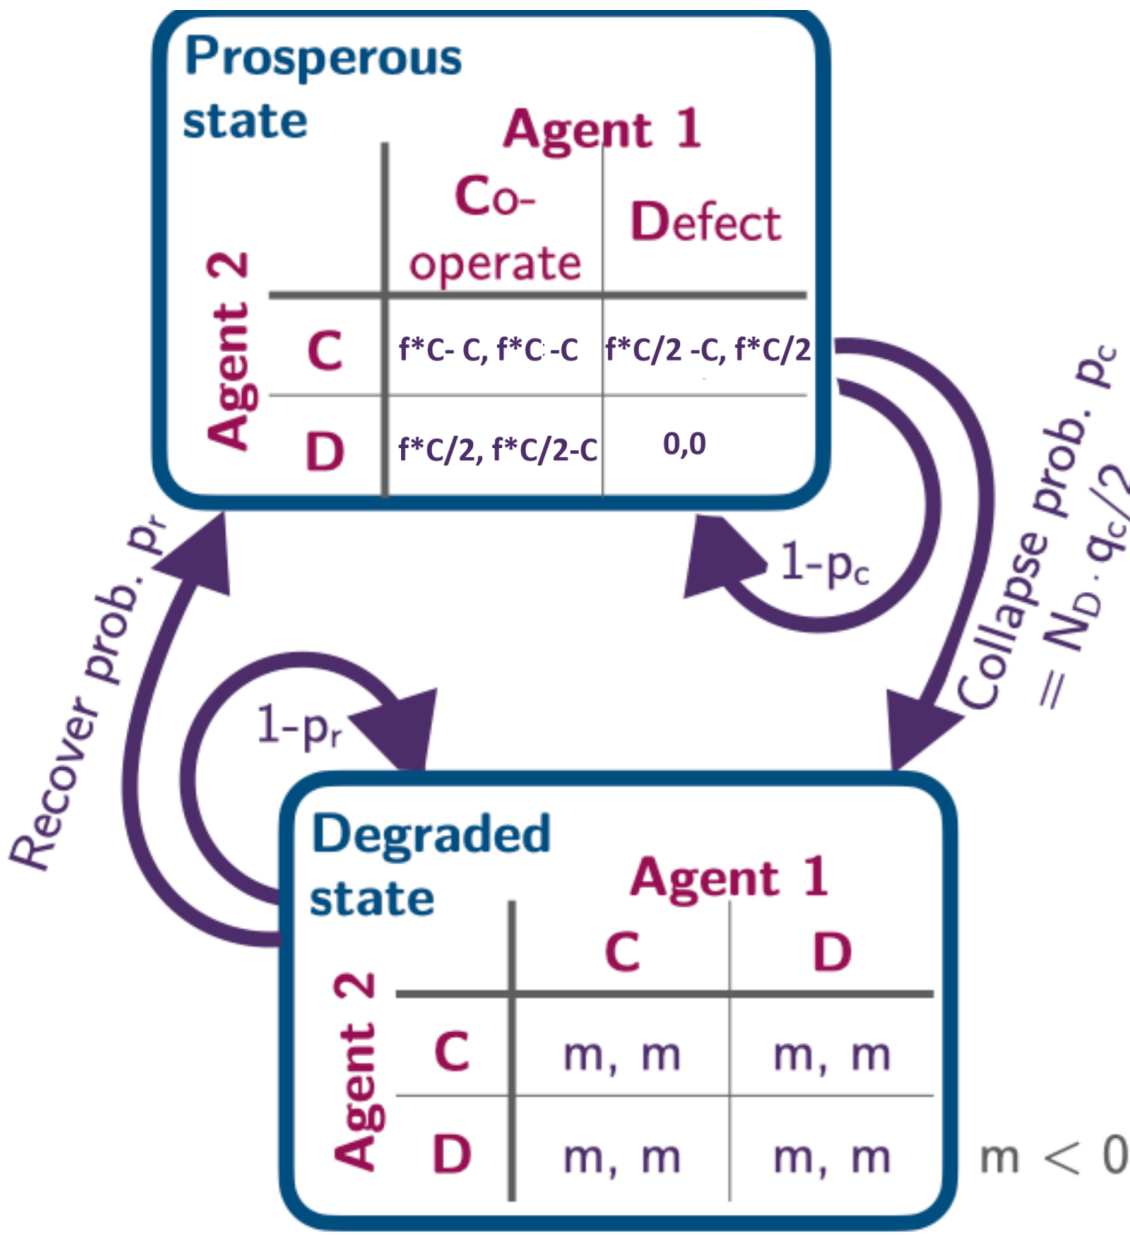 Prosperous
state
Agent 1
Co-
operate
Defect
Agent 2
C
f*C- C, f*C -C
f*C/2 -C, f*C/2
D
f*C/2, f*C/2-C
0,0
Collapse prob. pc
= ND · qc/2
1-pc
Recover prob. pr
1-pr
Degraded
state
Agent 1
C
D
Agent 2
C
m, m
m, m
D
m, m
m, m
m < 0